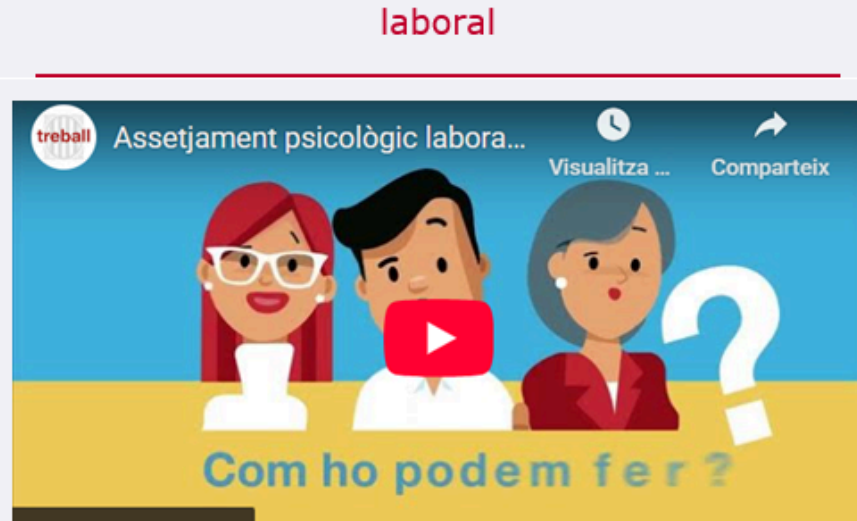 laboral
treball
Assetjament psicològic labora...
Visualitza ...
Comparteix
Com ho podem fer?